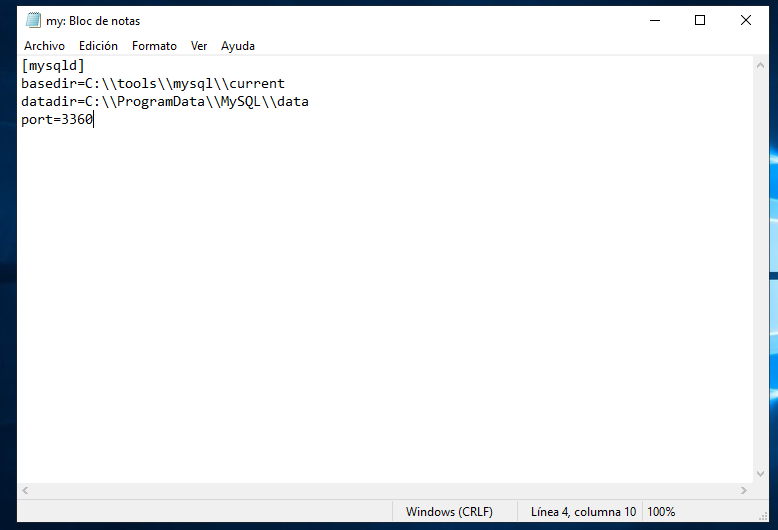 my: Bloc de notas
Archivo Edición Formato Ver Ayuda
[mysqld]
basedir=C:\\tools\\mysql\\current
datadir=C:\\ProgramData\\MySQL\\data
port=3360
Windows (CRLF) Línea 4, columna 10 100%